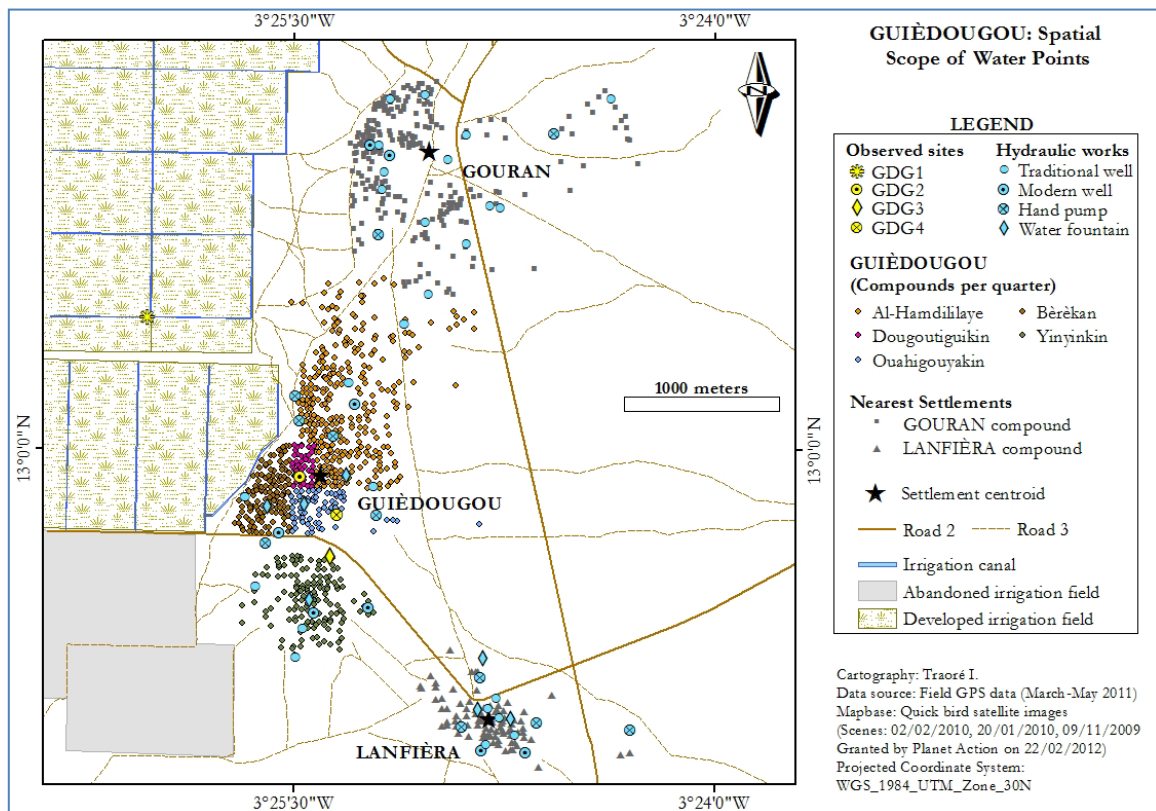 3°25'30"W
3°24'0"W
GUIÈDOUGOU: Spatial
Scope of Water Points
N
GOURAN
1000 meters
13°0'0"N
13°0'0"N
GUIÈDOUGOU
LANFIÈRA
3°25'30"W
3°24'0"W
LEGEND
Observed sites
GDG1
GDG2
GDG3
GDG4
Hydraulic works
Traditional well
Modern well
Hand pump
Water fountain
GUIÈDOUGOU
(Compounds per quarter)
Al-Hamdililaye
Bèrèkan
Dougoutiguikin
Yinyinkin
Ouahigouyakin
Nearest Settlements
GOURAN compound
LANFIÈRA compound
Settlement centroid
Road 2
Road 3
Irrigation canal
Abandoned irrigation field
Developed irrigation field
Cartography: Traoré I.
Data source: Field GPS data (March-May 2011)
Mapbase: Quick bird satellite images
(Scenes: 02/02/2010, 20/01/2010, 09/11/2009
Granted by Planet Action on 22/02/2012)
Projected Coordinate System:
WGS_1984_UTM_Zone_30N